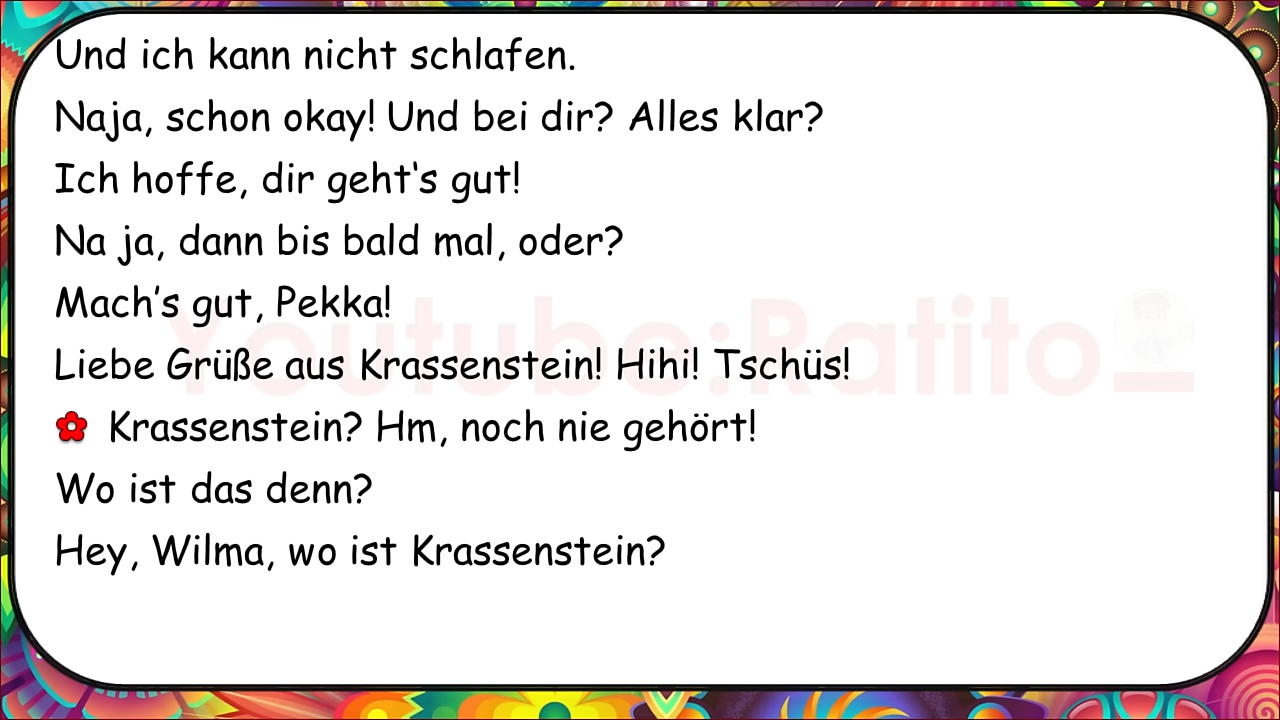 Und ich kann nicht schlafen.
Naja, schon okay! Und bei dir? Alles klar?
Ich hoffe, dir geht‘s gut!
Na ja, dann bis bald mal, oder?
Mach’s gut, Pekka!
Youtube:Ratito
Liebe Grüße aus Krassenstein! Hihi! Tschüs!
Krassenstein? Hm, noch nie gehört!
Wo ist das denn?
Hey, Wilma, wo ist Krassenstein?